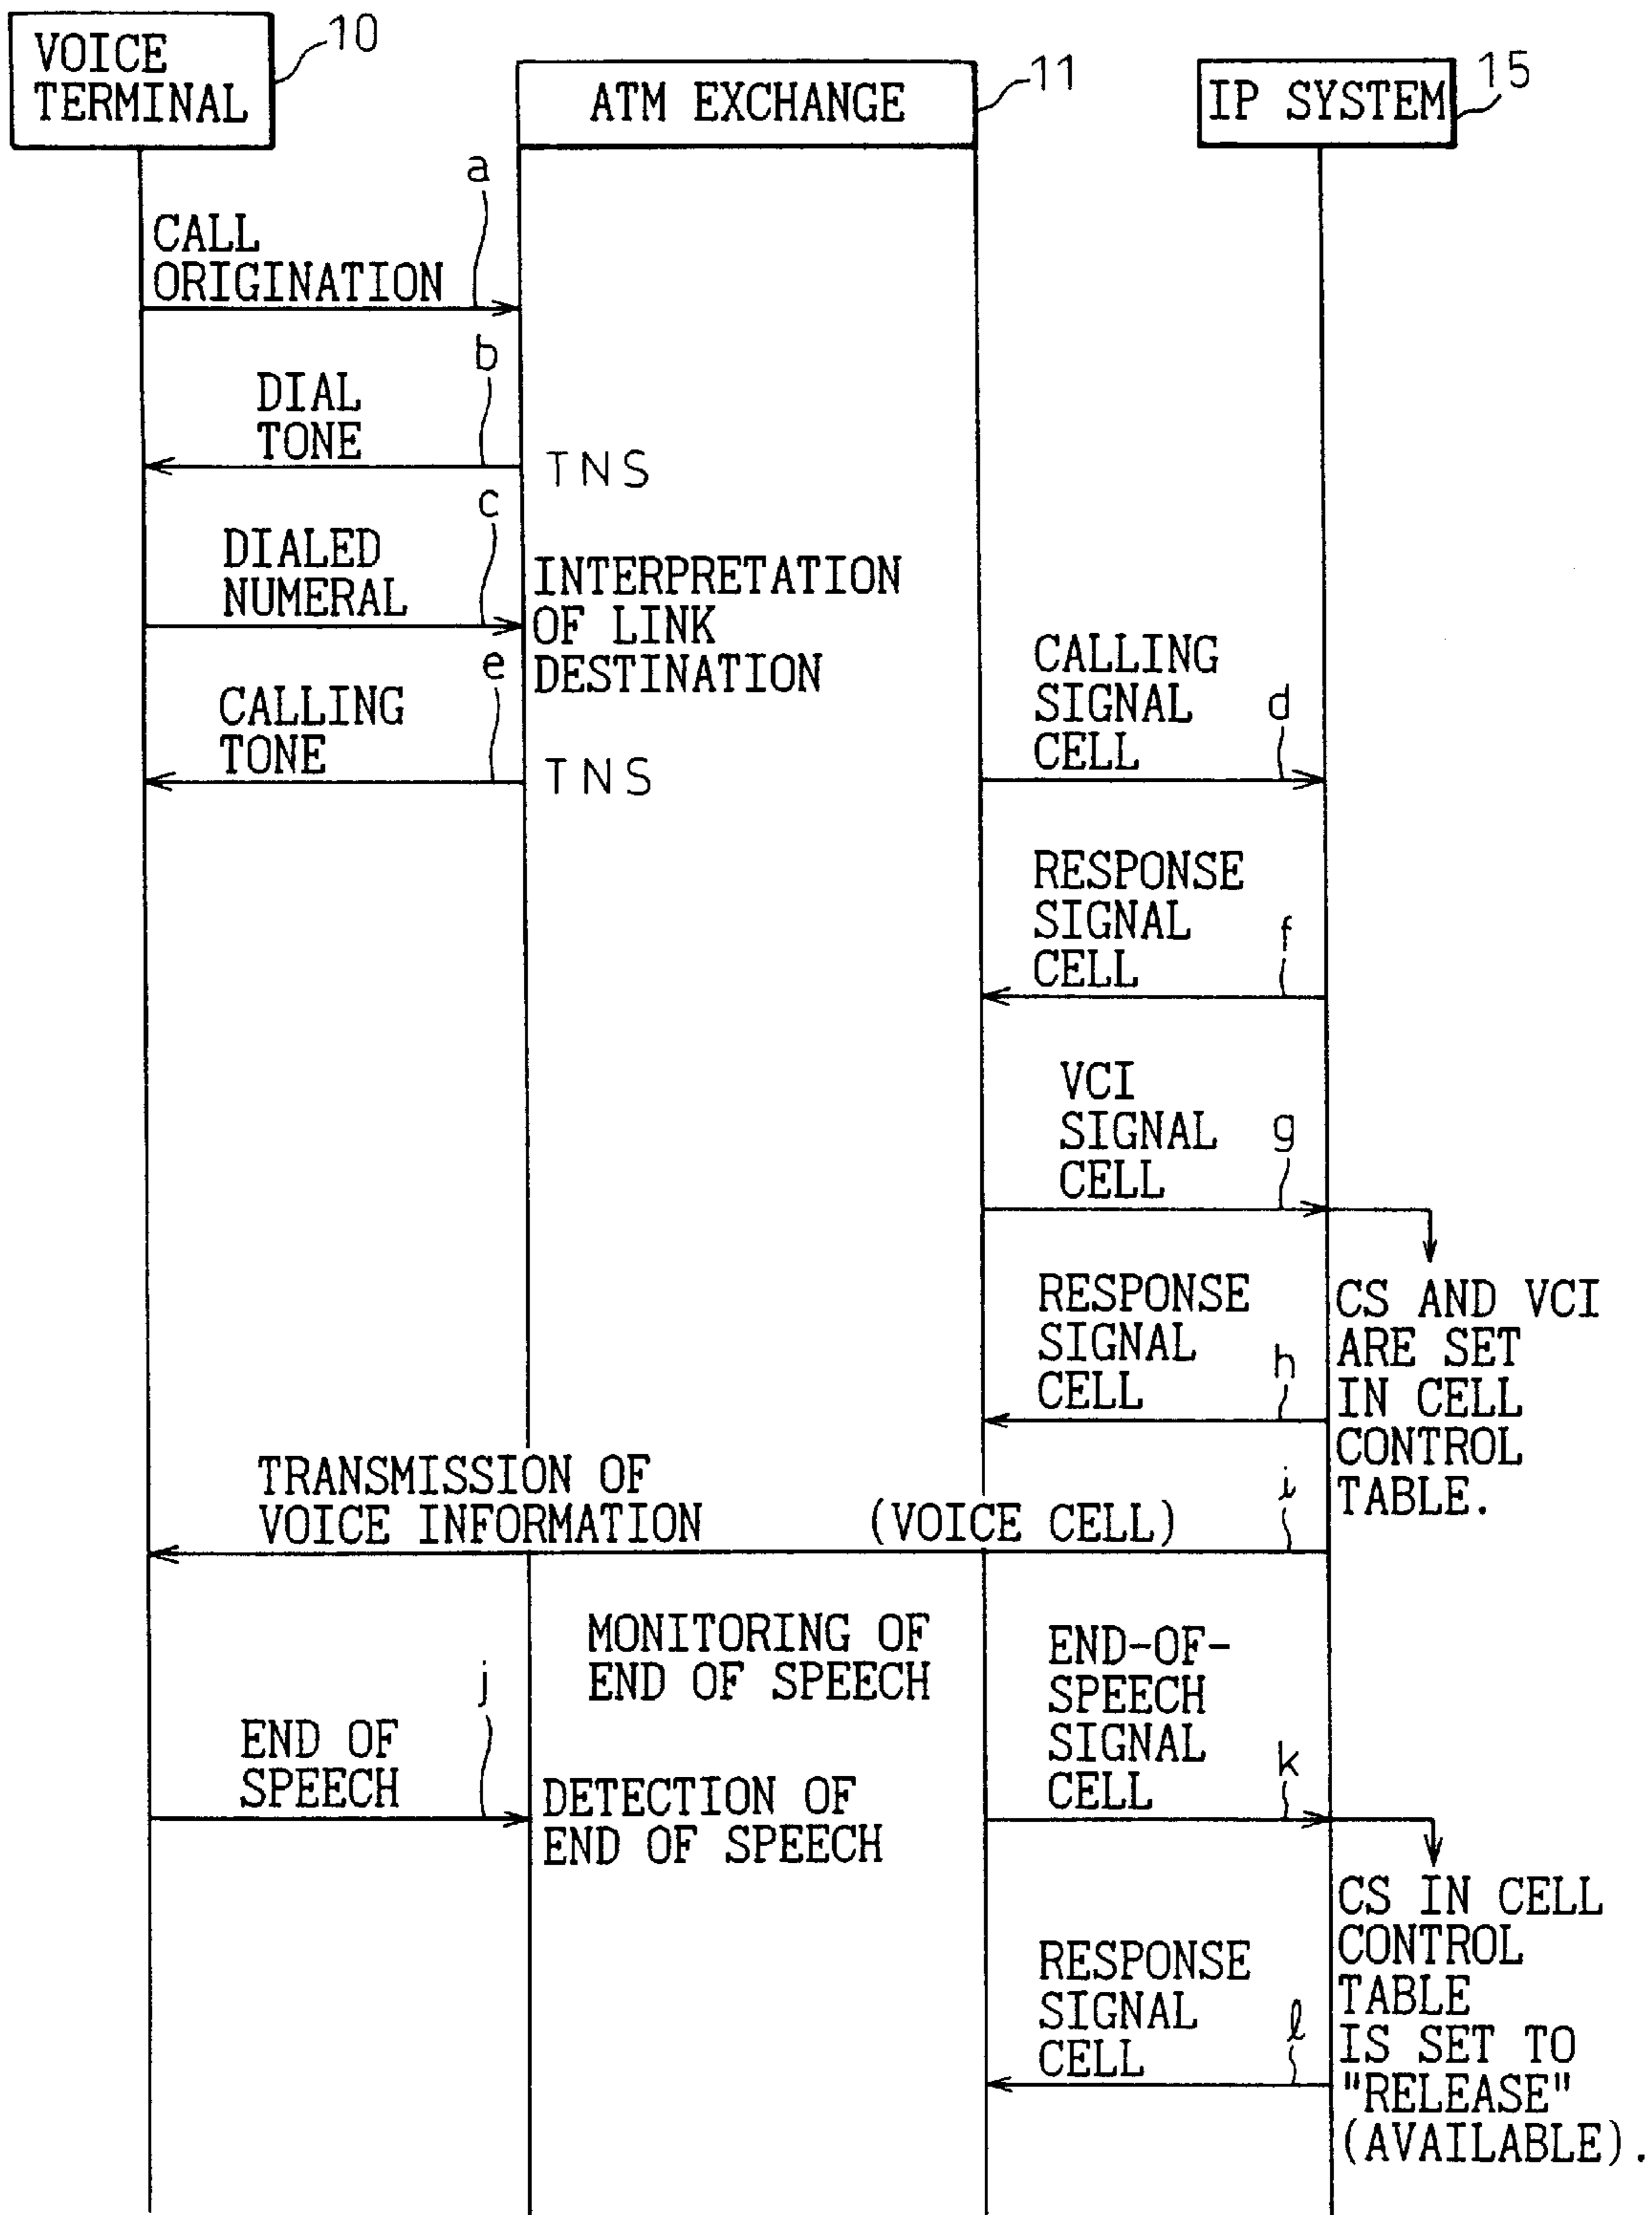 VOICE
TERMINAL
10
ATM EXCHANGE
11
IP SYSTEM
15
a
CALL
ORIGINATION
b
DIAL
TONE
TNS
c
DIALED
NUMERAL
INTERPRETATION
OF LINK
DESTINATION
e
CALLING
TONE
TNS
CALLING
SIGNAL
CELL
d
RESPONSE
SIGNAL
CELL
f
VCI
SIGNAL
CELL
g
CS AND VCI
ARE SET
IN CELL
CONTROL
TABLE.
RESPONSE
SIGNAL
CELL
h
TRANSMISSION OF
VOICE INFORMATION
(VOICE CELL)
i
MONITORING OF
END OF SPEECH
j
END OF
SPEECH
DETECTION OF
END OF SPEECH
END-OF-
SPEECH
SIGNAL
CELL
k
CS IN CELL
CONTROL
TABLE
IS SET TO
"RELEASE"
(AVAILABLE).
RESPONSE
SIGNAL
CELL
ℓ